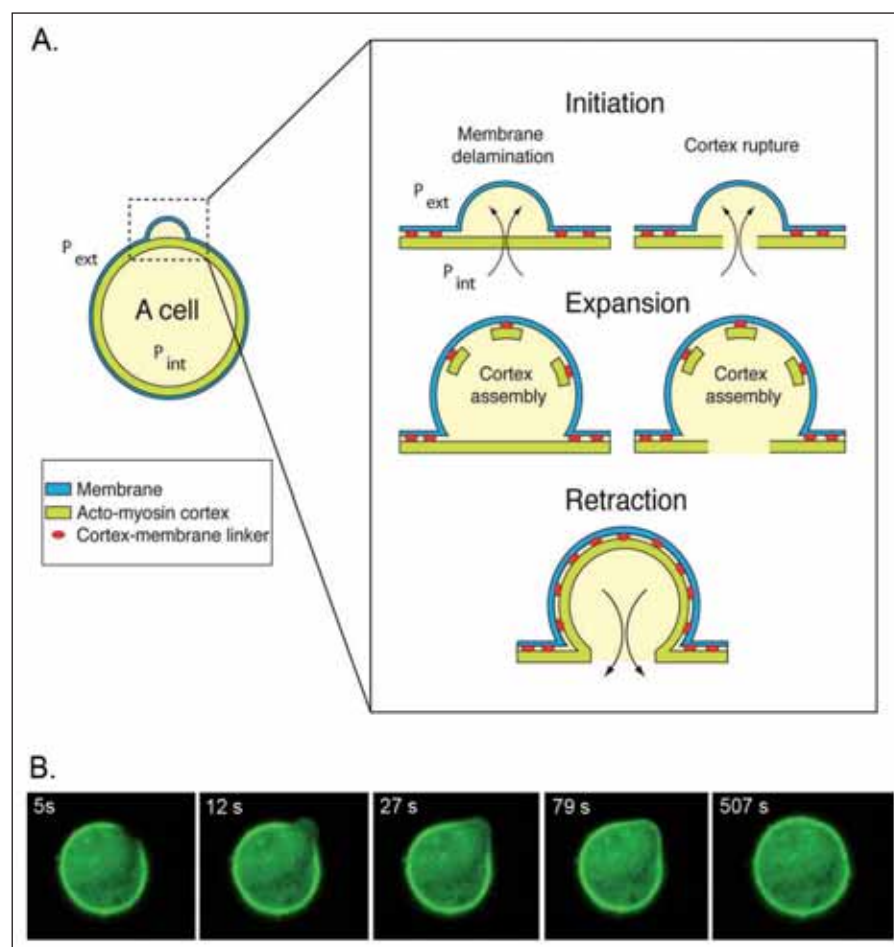 A.
Initiation
Membrane
delamination
Cortex rupture
P ext
P int
P ext
A cell
P int
Expansion
Cortex
assembly
Cortex
assembly
Membrane
Acto-myosin cortex
Cortex-membrane linker
Retraction
B.
5s
12 s
27 s
79 s
507 s